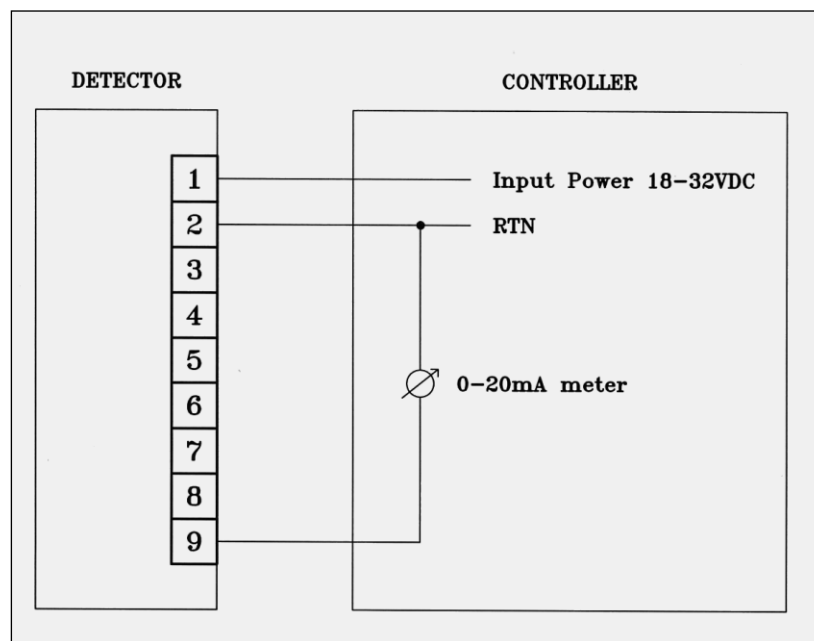 DETECTOR
CONTROLLER
1
Input Power 18-32VDC
2
RTN
3
4
5
0-20mA meter
6
7
8
9